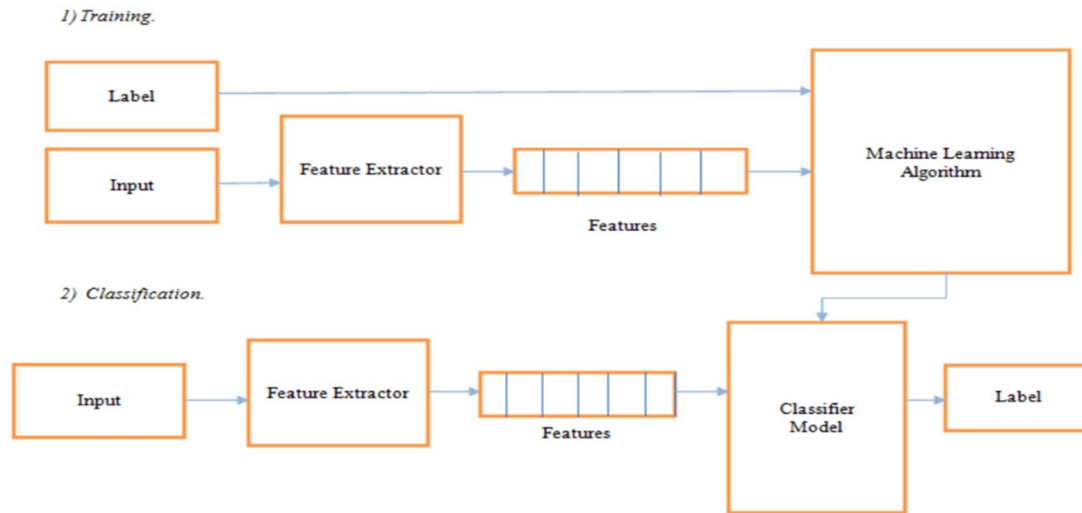 1) Training.
Label
Input
Feature Extractor
Features
Machine Learning
Algorithm
2) Classification.
Input
Feature Extractor
Features
Classifier
Model
Label